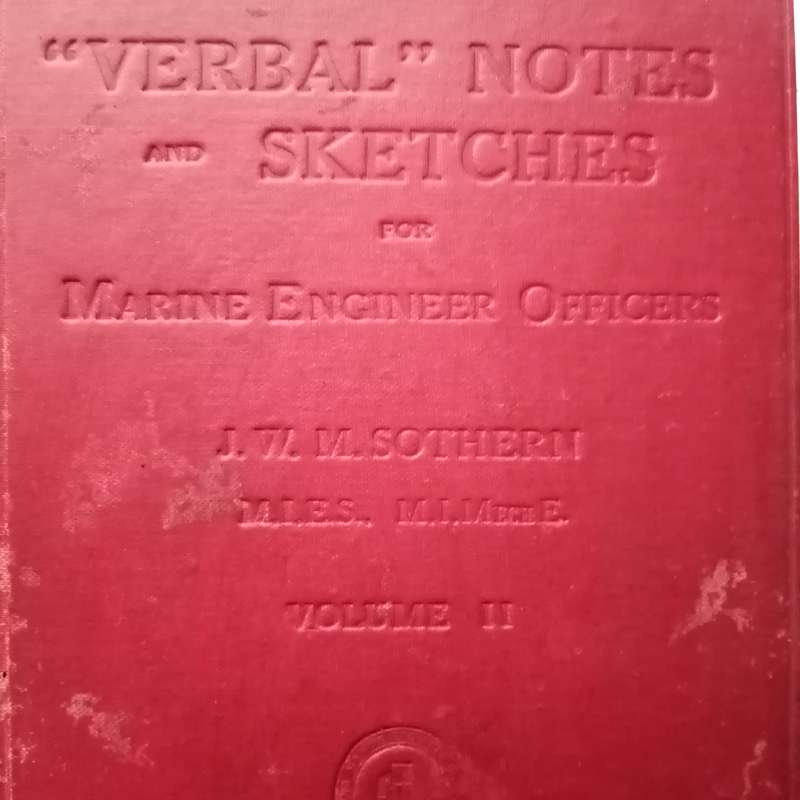 "VERBAL" NOTES
AND SKETCHES
FOR
MARINE ENGINEER OFFICERS
J. W. M. SOTHERN
M.I.E.S., M.I.MECH E.
VOLUME II